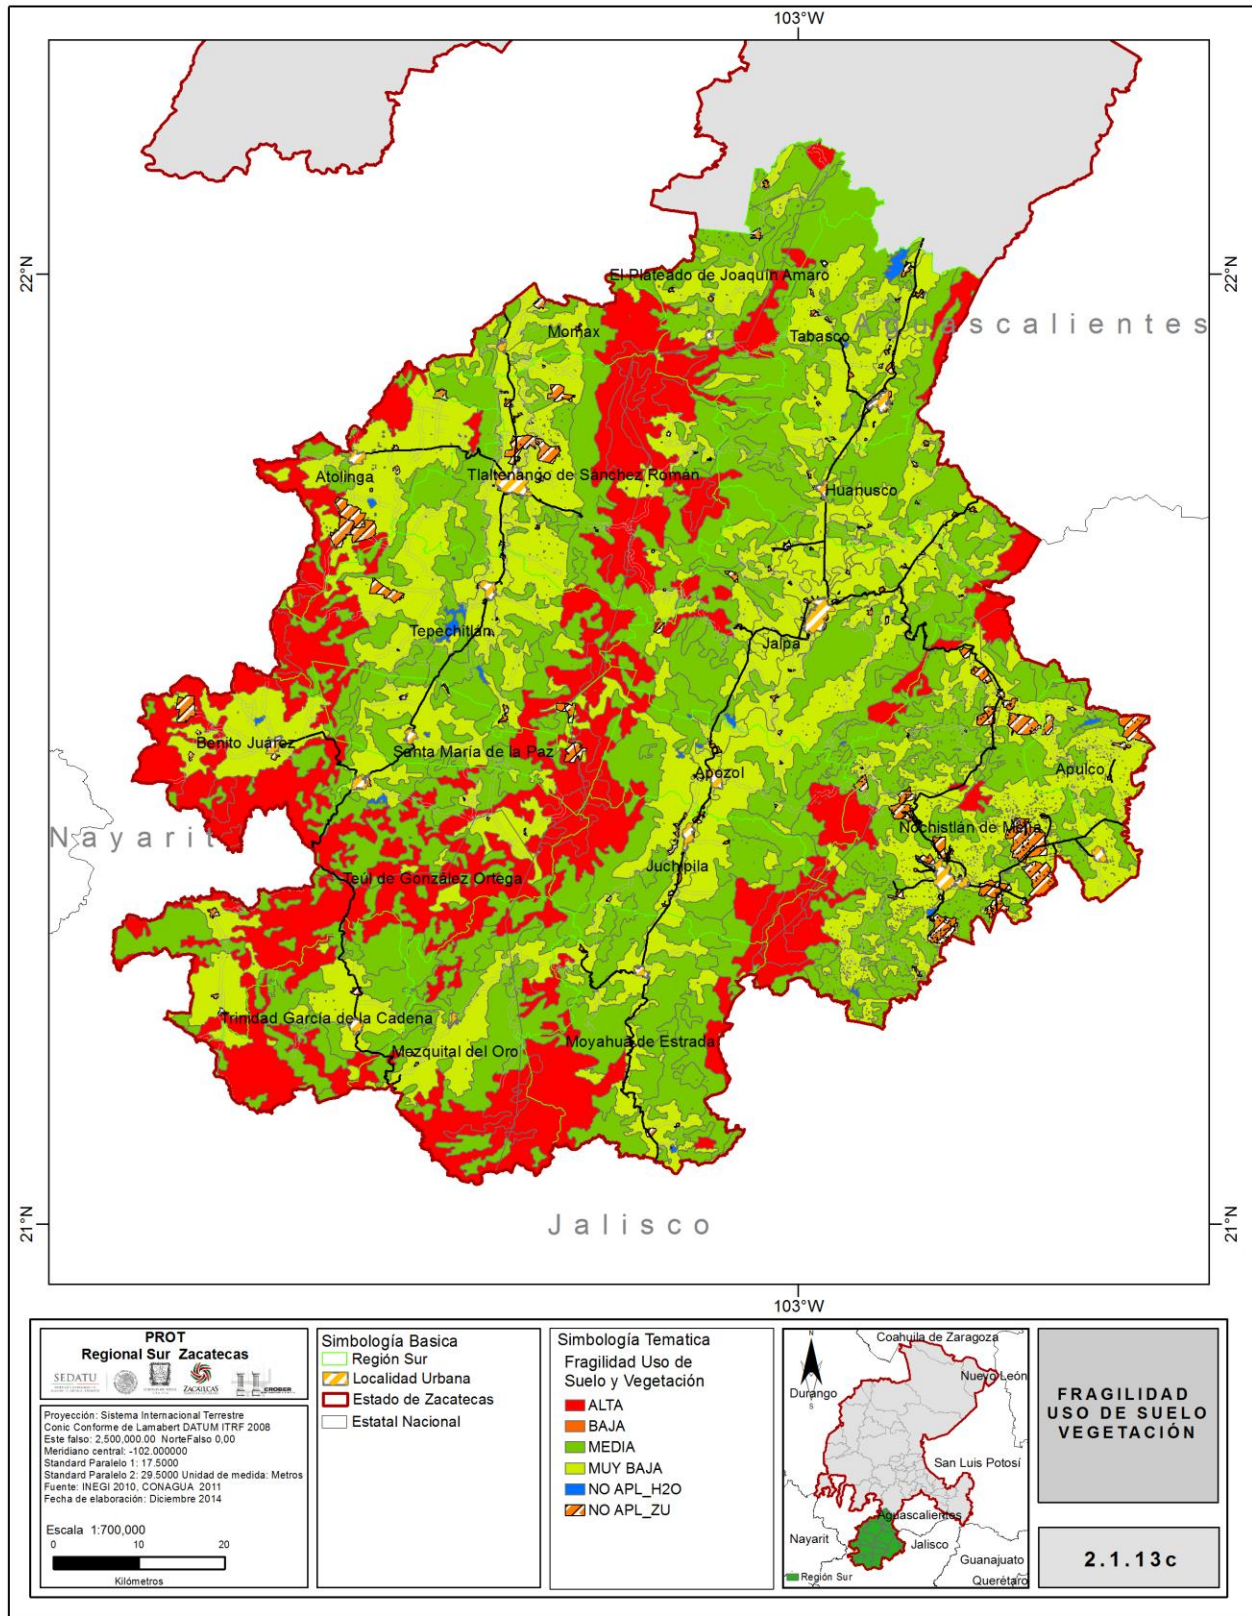 103°W
22°N
22°N
El Plateado de Joaquín Amaro
Aguascalientes
Momax
Tabasco
Atolinga
Tlaltenango de Sánchez Román
Huanusco
Tepechitlán
Jalpa
Benito Juárez
Santa María de la Paz
Apozol
Apulco
Nayarit
Nochistlán de Mejía
Juchipila
Teúl de González Ortega
Trinidad García de la Cadena
Moyahua de Estrada
Mezquital del Oro
21°N
21°N
Jalisco
103°W
PROT
Regional Sur Zacatecas
SEDATU
ZACATECAS
Proyección: Sistema Internacional Terrestre
Conic Conforme de Lamabert DATUM ITRF 2008
Este falso: 2,500,000.00 NorteFalso 0,00
Meridiano central: -102.000000
Standard Paralelo 1: 17.5000
Standard Paralelo 2: 29.5000 Unidad de medida: Metros
Fuente: INEGI 2010, CONAGUA 2011
Fecha de elaboración: Diciembre 2014
Escala 1:700,000
0 10 20
Kilómetros
Simbología Basica
Región Sur
Localidad Urbana
Estado de Zacatecas
Estatal Nacional
Simbología Tematica
Fragilidad Uso de
Suelo y Vegetación
ALTA
BAJA
MEDIA
MUY BAJA
NO APL_H2O
NO APL_ZU
N
S
Coahuila de Zaragoza
Nuevo León
Durango
San Luis Potosí
Aguascalientes
Nayarit
Jalisco
Guanajuato
Querétaro
Región Sur
FRAGILIDAD
USO DE SUELO
VEGETACIÓN
2.1.13c